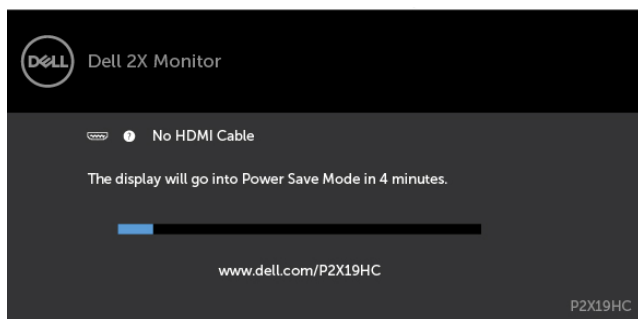 DELL
Dell 2X Monitor
No HDMI Cable
The display will go into Power Save Mode in 4 minutes.
www.dell.com/P2X19HC
P2X19HC